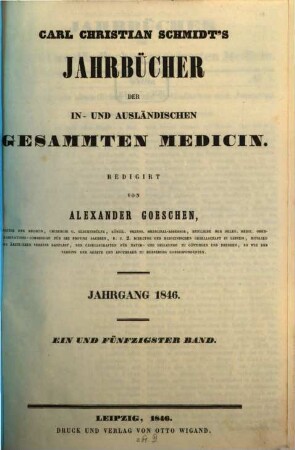 CARL CHRISTIAN SCHMIDT'S
JAHRBÜCHER
DER
IN- UND AUSLÄNDISCHEN
GESAMMTEN MEDICIN.
REDIGIRT
VON
ALEXANDER GOESCHEN,
JAHRGANG 1846.
EIN UND FÜNFZIGSTER BAND.
LEIPZIG, 1846.
DRUCK UND VERLAG VON OTTO WIGAND.